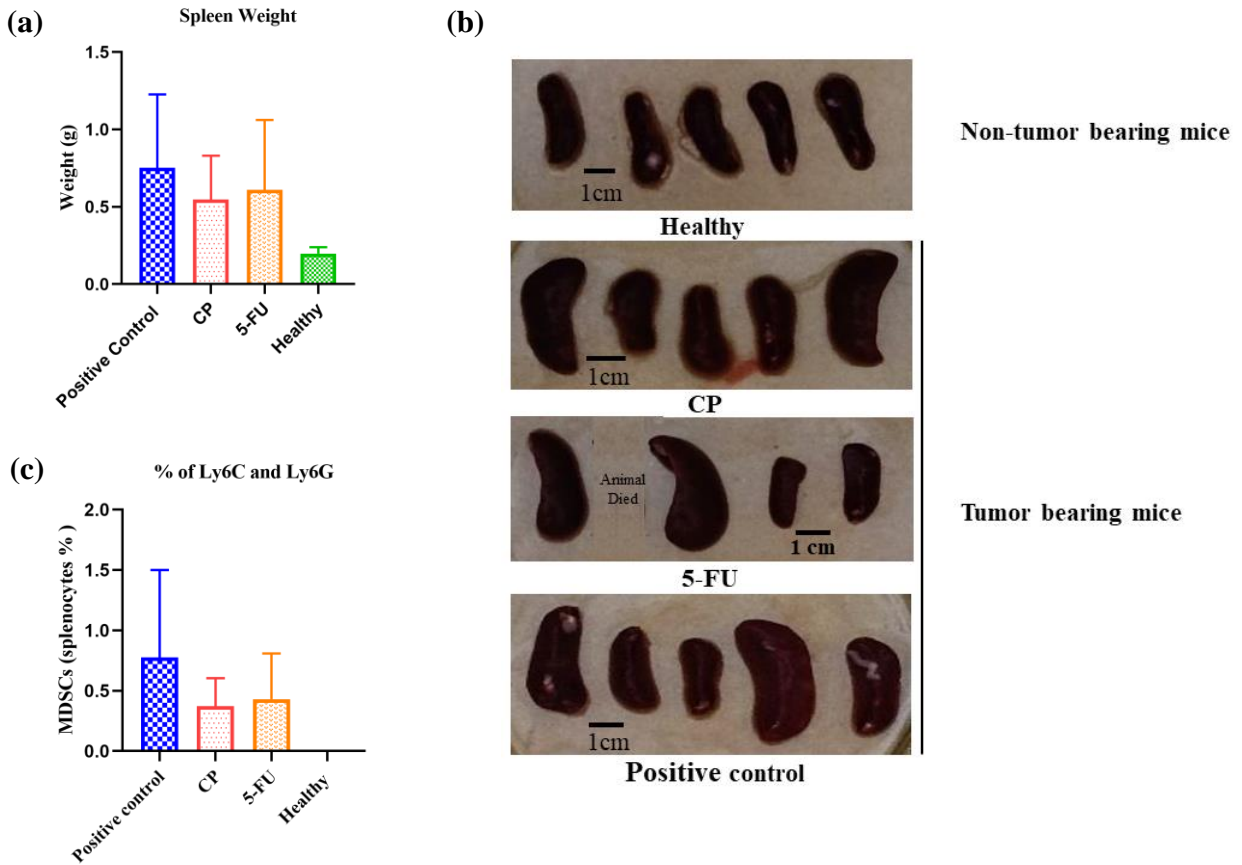 (a)
Spleen Weight
Weight (g)
1.5
1.0
0.5
0.0
Positive Control
CP
5-FU
Healthy
(b)
1cm
Healthy
Non-tumor bearing mice
1cm
CP
Animal
Died
1 cm
5-FU
Tumor bearing mice
1cm
Positive control
(c)
% of Ly6C and Ly6G
MDSCs (splenocytes %)
2.0
1.5
1.0
0.5
0.0
Positive control
CP
5-FU
Healthy